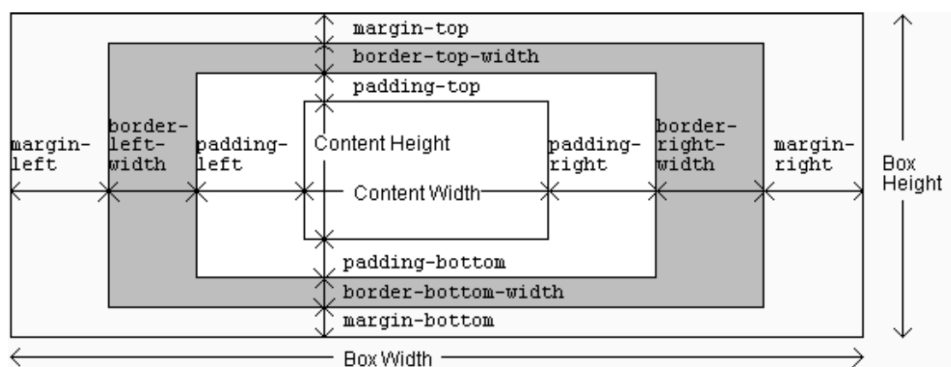 margin-top
border-top-width
padding-top
margin-
left
border-
left-
width
padding-
left
Content Height
Content Width
padding-
right
border-
right-
width
margin-
right
Box
Height
padding-bottom
border-bottom-width
margin-bottom
Box Width